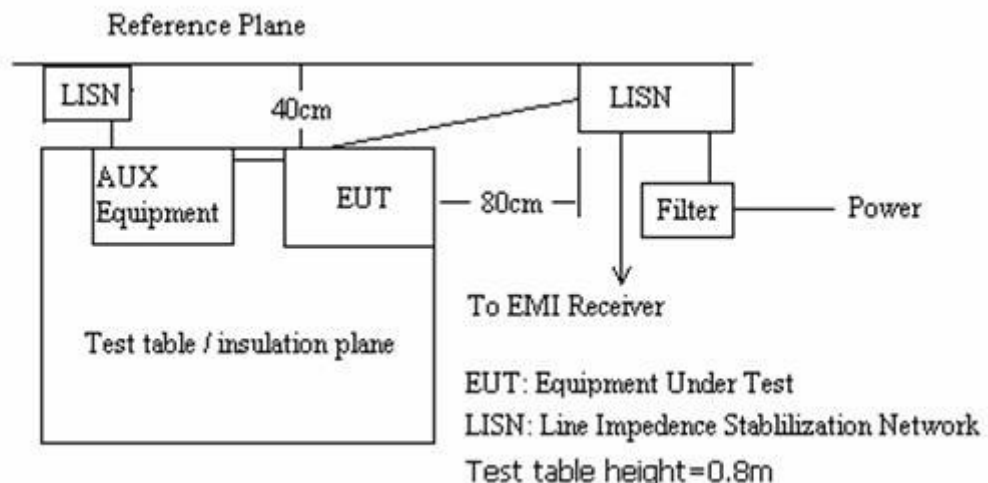 Reference Plane
LISN
40cm
LISN
AUX
Equipment
EUT
80cm
Filter
Power
To EMI Receiver
Test table / insulation plane
EUT: Equipment Under Test
LISN: Line Impedence Stablilization Network
Test table height=0.8m